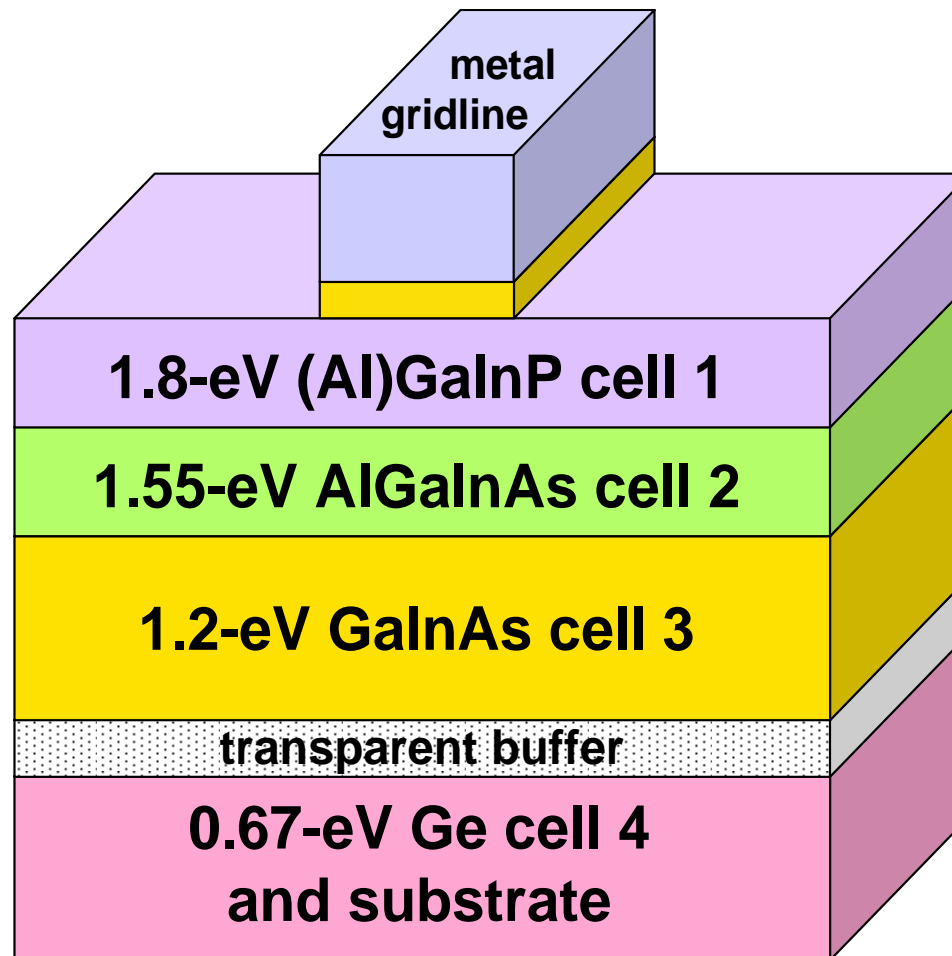 metal
gridline
1.8-eV (Al)GaInP cell 1
1.55-eV AlGaInAs cell 2
1.2-eV GaInAs cell 3
transparent buffer
0.67-eV Ge cell 4
and substrate